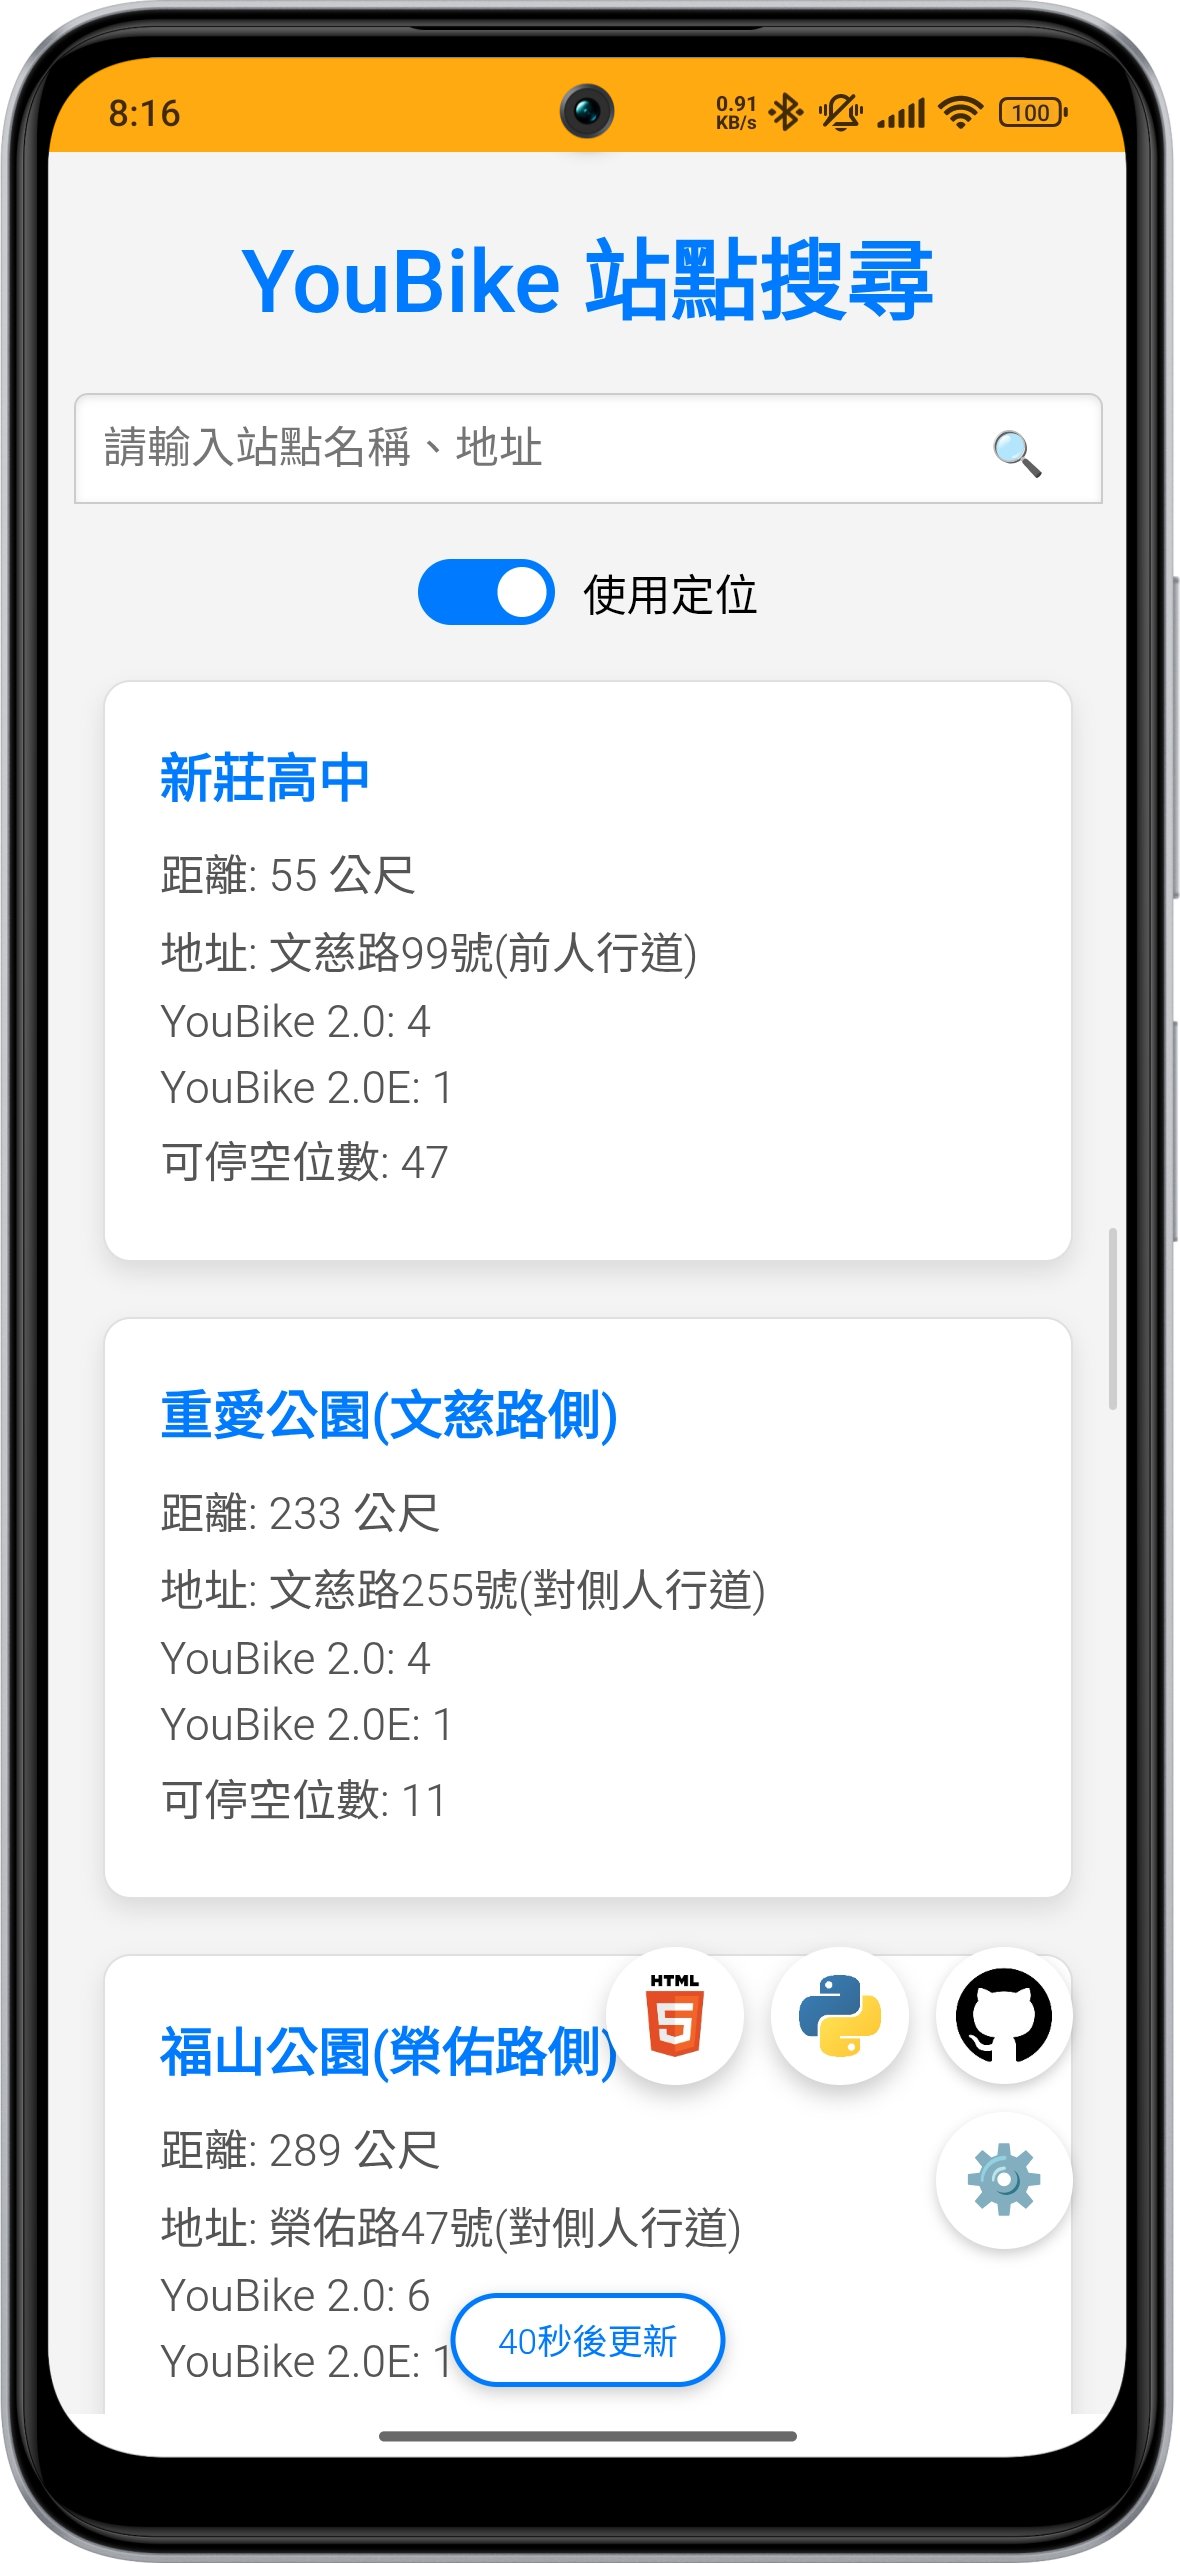 8:16
0.91
KB/s
100
YouBike 站點搜尋
請輸入站點名稱、地址
使用定位
新莊高中
距離: 55 公尺
地址: 文慈路99號(前人行道)
YouBike 2.0: 4
YouBike 2.0E: 1
可停空位數: 47
重愛公園(文慈路側)
距離: 233 公尺
地址: 文慈路255號(對側人行道)
YouBike 2.0: 4
YouBike 2.0E: 1
可停空位數: 11
HTML
5
福山公園(榮佑路側)
距離: 289 公尺
地址: 榮佑路47號(對側人行道)
YouBike 2.0: 6
YouBike 2.0E: 1
40秒後更新